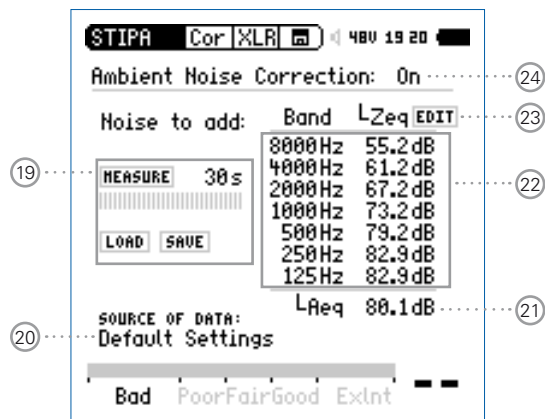 STIPA Cor XLR 48V 19 20
Ambient Noise Correction: On 24
Noise to add: Band LZeq EDIT 23
19 MEASURE 30s
LOAD SAVE
8000Hz 55.2dB
4000Hz 61.2dB
2000Hz 67.2dB
1000Hz 73.2dB
500Hz 79.2dB
250Hz 82.9dB
125Hz 82.9dB
22
LAeq 80.1dB 21
SOURCE OF DATA:
20 Default Settings
Bad Poor Fair Good Exlnt --